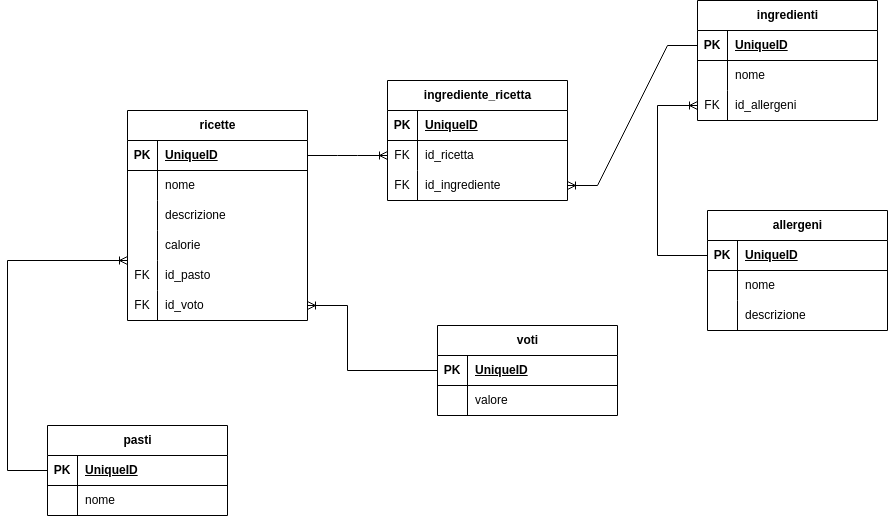 ingredienti
PK UniqueID
nome
FK id_allergeni
ingrediente_ricetta
PK UniqueID
FK id_ricetta
FK id_ingrediente
ricette
PK UniqueID
nome
descrizione
calorie
FK id_pasto
FK id_voto
allergeni
PK UniqueID
nome
descrizione
voti
PK UniqueID
valore
pasti
PK UniqueID
nome